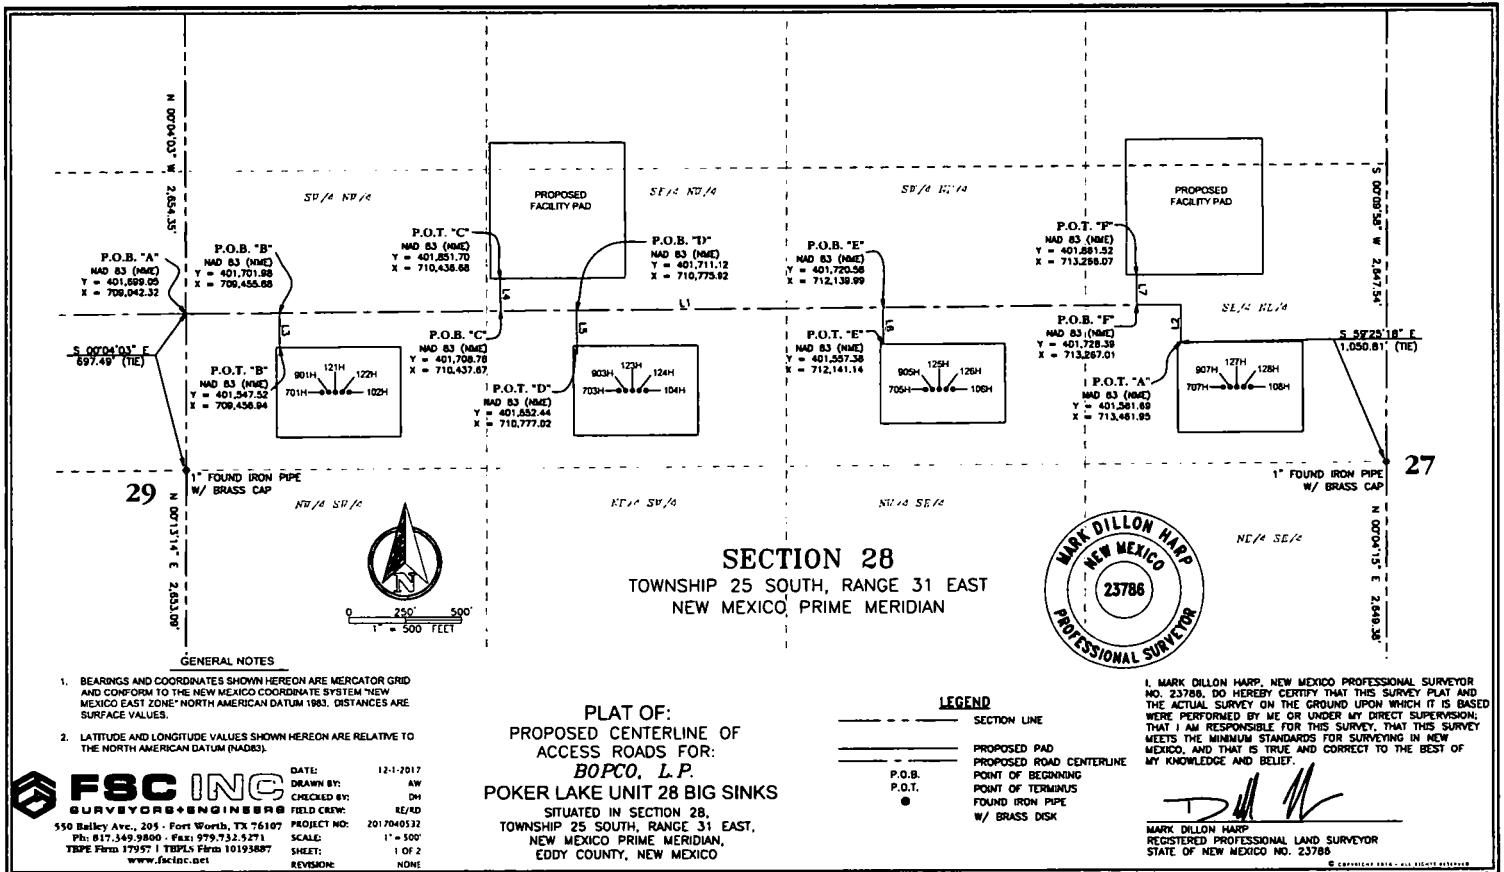 N 00°04'03" W 2,654.35'
SW/4 NW/4
PROPOSED
FACILITY PAD
SE/4 NW/4
SW/4 NE/4
PROPOSED
FACILITY PAD
S 00°09'58" W 2,647.54'
P.O.B. "A"
NAD 83 (NME)
Y = 401,699.05
X = 709,042.32
P.O.B. "B"
NAD 83 (NME)
Y = 401,701.98
X = 709,455.68
P.O.T. "C"
NAD 83 (NME)
Y = 401,851.70
X = 710,436.68
P.O.B. "D"
NAD 83 (NME)
Y = 401,711.12
X = 710,775.92
P.O.B. "E"
NAD 83 (NME)
Y = 401,720.56
X = 712,139.99
P.O.T. "F"
NAD 83 (NME)
Y = 401,881.52
X = 713,266.07
L1
L2
L3
L4
L5
L6
L7
SE/4 NE/4
S 00°04'03" E
697.49' (TIE)
P.O.T. "B"
NAD 83 (NME)
Y = 401,547.52
X = 709,456.94
P.O.B. "C"
NAD 83 (NME)
Y = 401,708.78
X = 710,437.67
P.O.T. "D"
NAD 83 (NME)
Y = 401,552.44
X = 710,777.02
P.O.T. "E"
NAD 83 (NME)
Y = 401,557.38
X = 712,141.14
P.O.B. "F"
NAD 83 (NME)
Y = 401,728.39
X = 713,267.01
P.O.T. "A"
NAD 83 (NME)
Y = 401,561.69
X = 713,461.95
S 59°25'18" E
1,050.81' (TIE)
901H 121H 122H
701H 102H
903H 123H 124H
703H 104H
905H 125H 126H
705H 106H
907H 127H 128H
707H 108H
29
1" FOUND IRON PIPE
W/ BRASS CAP
27
1" FOUND IRON PIPE
W/ BRASS CAP
N 00°13'14" E 2,653.09'
NW/4 SW/4
NE/4 SW/4
NW/4 SE/4
NE/4 SE/4
N 00°04'15" E 2,649.36'
N
0 250' 500'
1" = 500 FEET
SECTION 28
TOWNSHIP 25 SOUTH, RANGE 31 EAST
NEW MEXICO PRIME MERIDIAN
MARK DILLON HARP
NEW MEXICO
23786
PROFESSIONAL SURVEYOR
GENERAL NOTES
1. BEARINGS AND COORDINATES SHOWN HEREON ARE MERCATOR GRID
AND CONFORM TO THE NEW MEXICO COORDINATE SYSTEM "NEW
MEXICO EAST ZONE" NORTH AMERICAN DATUM 1983. DISTANCES ARE
SURFACE VALUES.
2. LATITUDE AND LONGITUDE VALUES SHOWN HEREON ARE RELATIVE TO
THE NORTH AMERICAN DATUM (NAD83).
FSC INC
SURVEYORS+ENGINEERS
550 Bailey Ave., 205 - Fort Worth, TX 76107
Ph: 817.349.9800 - Fax: 979.732.5271
TBPE Firm 17957 | TBPLS Firm 10193887
www.fscinc.net
DATE: 12-1-2017
DRAWN BY: AW
CHECKED BY: DH
FIELD CREW: RE/RD
PROJECT NO: 2017040532
SCALE: 1" = 500'
SHEET: 1 OF 2
REVISION: NONE
PLAT OF:
PROPOSED CENTERLINE OF
ACCESS ROADS FOR:
BOPCO, L.P.
POKER LAKE UNIT 28 BIG SINKS
SITUATED IN SECTION 28,
TOWNSHIP 25 SOUTH, RANGE 31 EAST,
NEW MEXICO PRIME MERIDIAN,
EDDY COUNTY, NEW MEXICO
LEGEND
SECTION LINE
PROPOSED PAD
PROPOSED ROAD CENTERLINE
P.O.B. POINT OF BEGINNING
P.O.T. POINT OF TERMINUS
FOUND IRON PIPE
W/ BRASS DISK
I, MARK DILLON HARP, NEW MEXICO PROFESSIONAL SURVEYOR
NO. 23786, DO HEREBY CERTIFY THAT THIS SURVEY PLAT AND
THE ACTUAL SURVEY ON THE GROUND UPON WHICH IT IS BASED
WERE PERFORMED BY ME OR UNDER MY DIRECT SUPERVISION;
THAT I AM RESPONSIBLE FOR THIS SURVEY, THAT THIS SURVEY
MEETS THE MINIMUM STANDARDS FOR SURVEYING IN NEW
MEXICO, AND THAT IS TRUE AND CORRECT TO THE BEST OF
MY KNOWLEDGE AND BELIEF.
MARK DILLON HARP
REGISTERED PROFESSIONAL LAND SURVEYOR
STATE OF NEW MEXICO NO. 23786
© COPYRIGHT 2016 - ALL RIGHTS RESERVED